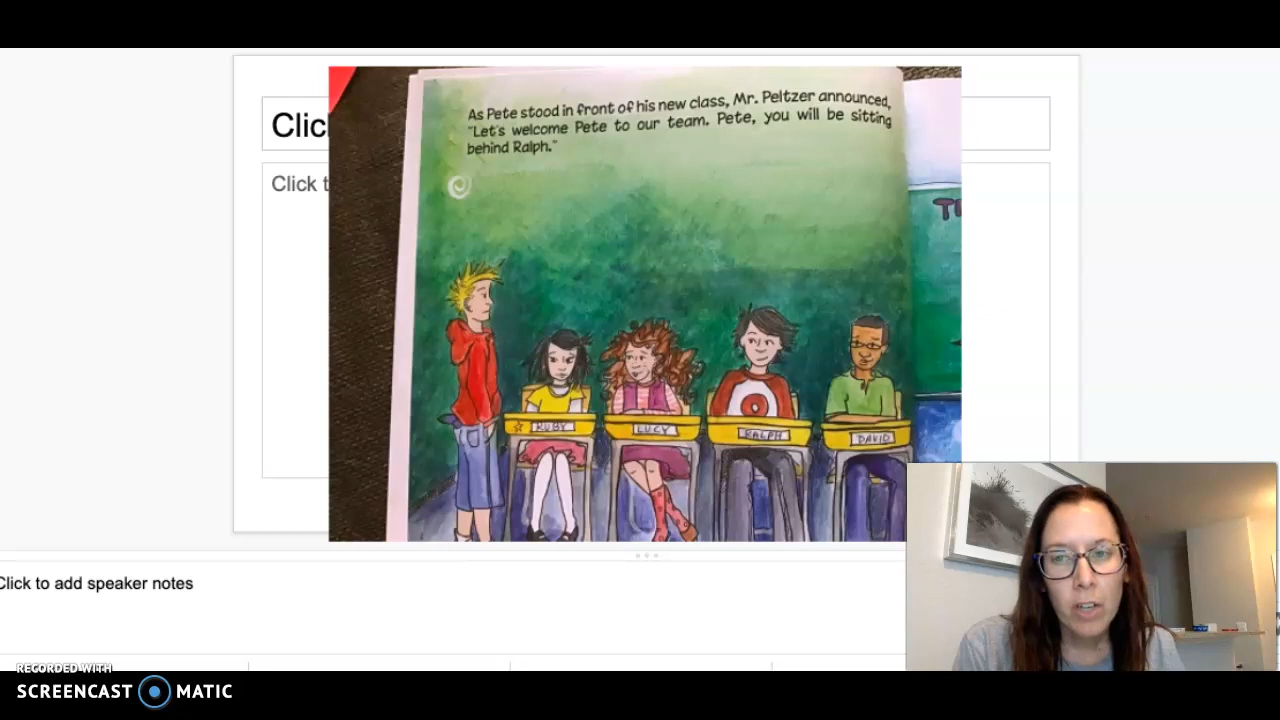 As Pete stood in front of his new class, Mr. Peltzer announced,
"Let's welcome Pete to our team. Pete, you will be sitting
behind Ralph."
Clic
Click t
RUBY
LUCY
RALPH
DAVID
Click to add speaker notes
RECORDED WITH
SCREENCAST MATIC